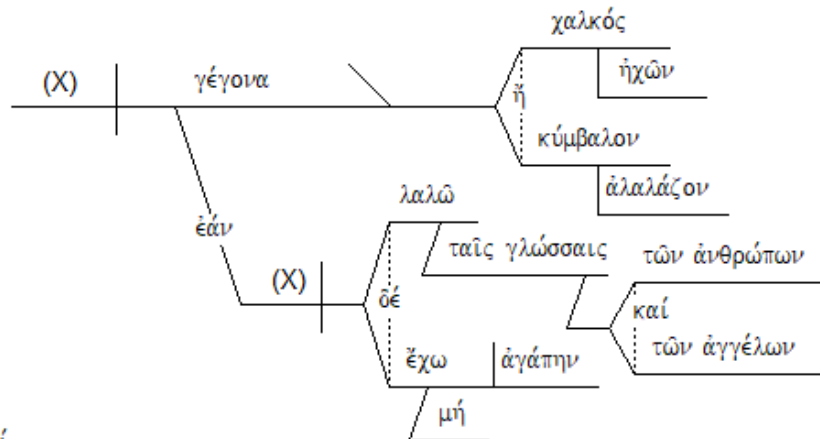 χαλκός
(X) γέγονα ἠχῶν
ἤ
κύμβαλον
λαλῶ ἀλαλάζον
ἐάν ταῖς γλώσσαις τῶν ἀνθρώπων
(X) δέ καί
ἔχω ἀγάπην τῶν ἀγγέλων
μή